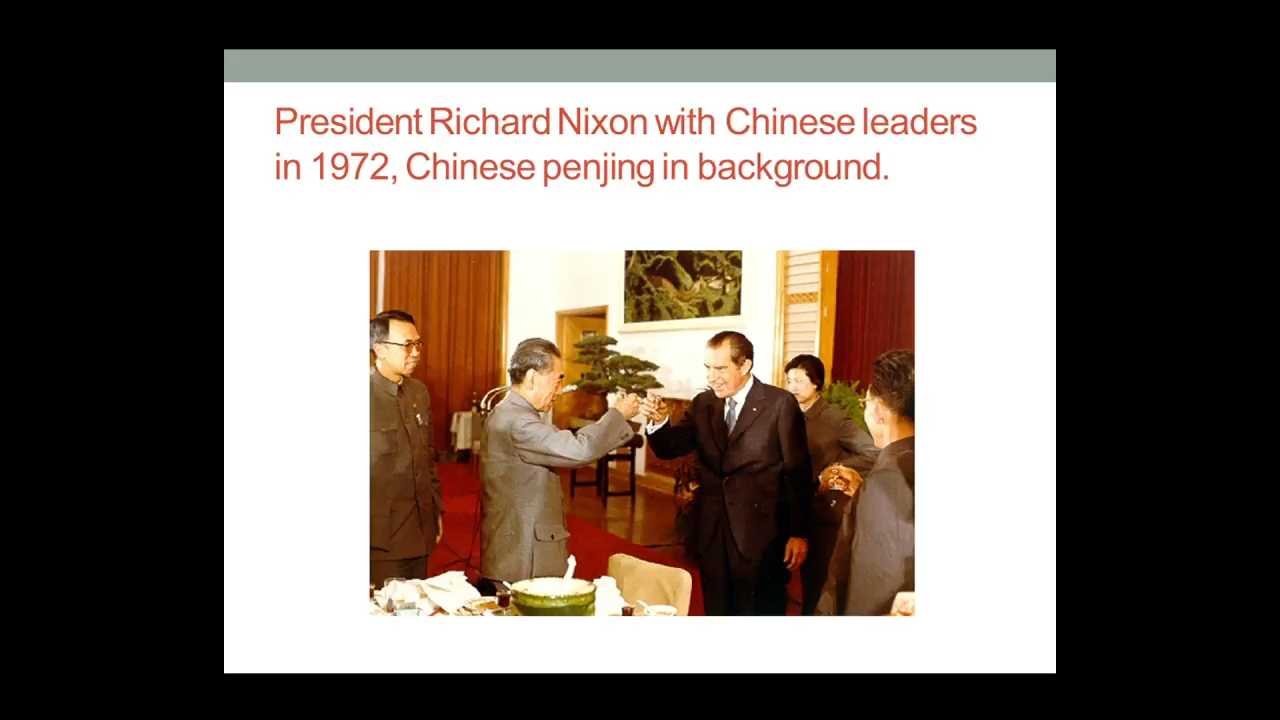 President Richard Nixon with Chinese leaders
in 1972, Chinese penjing in background.